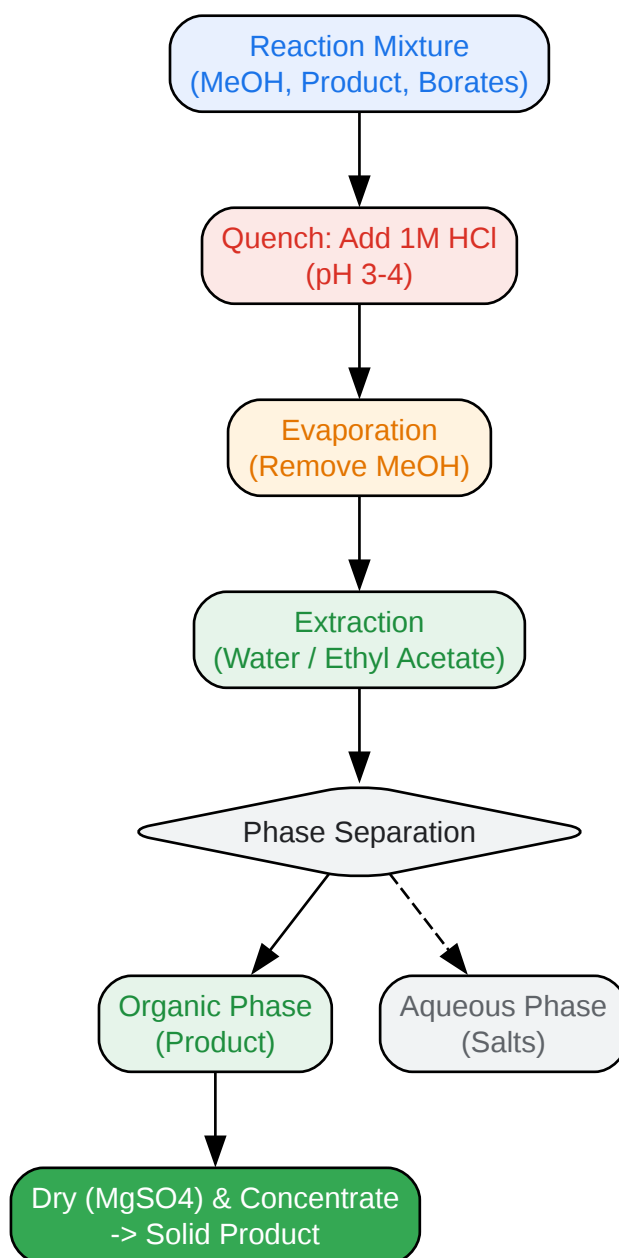 Reaction Mixture
(MeOH, Product, Borates)
Quench: Add 1M HCl
(pH 3-4)
Evaporation
(Remove MeOH)
Extraction
(Water / Ethyl Acetate)
Phase Separation
Organic Phase
(Product)
Aqueous Phase
(Salts)
Dry (MgSO4) & Concentrate
-> Solid Product